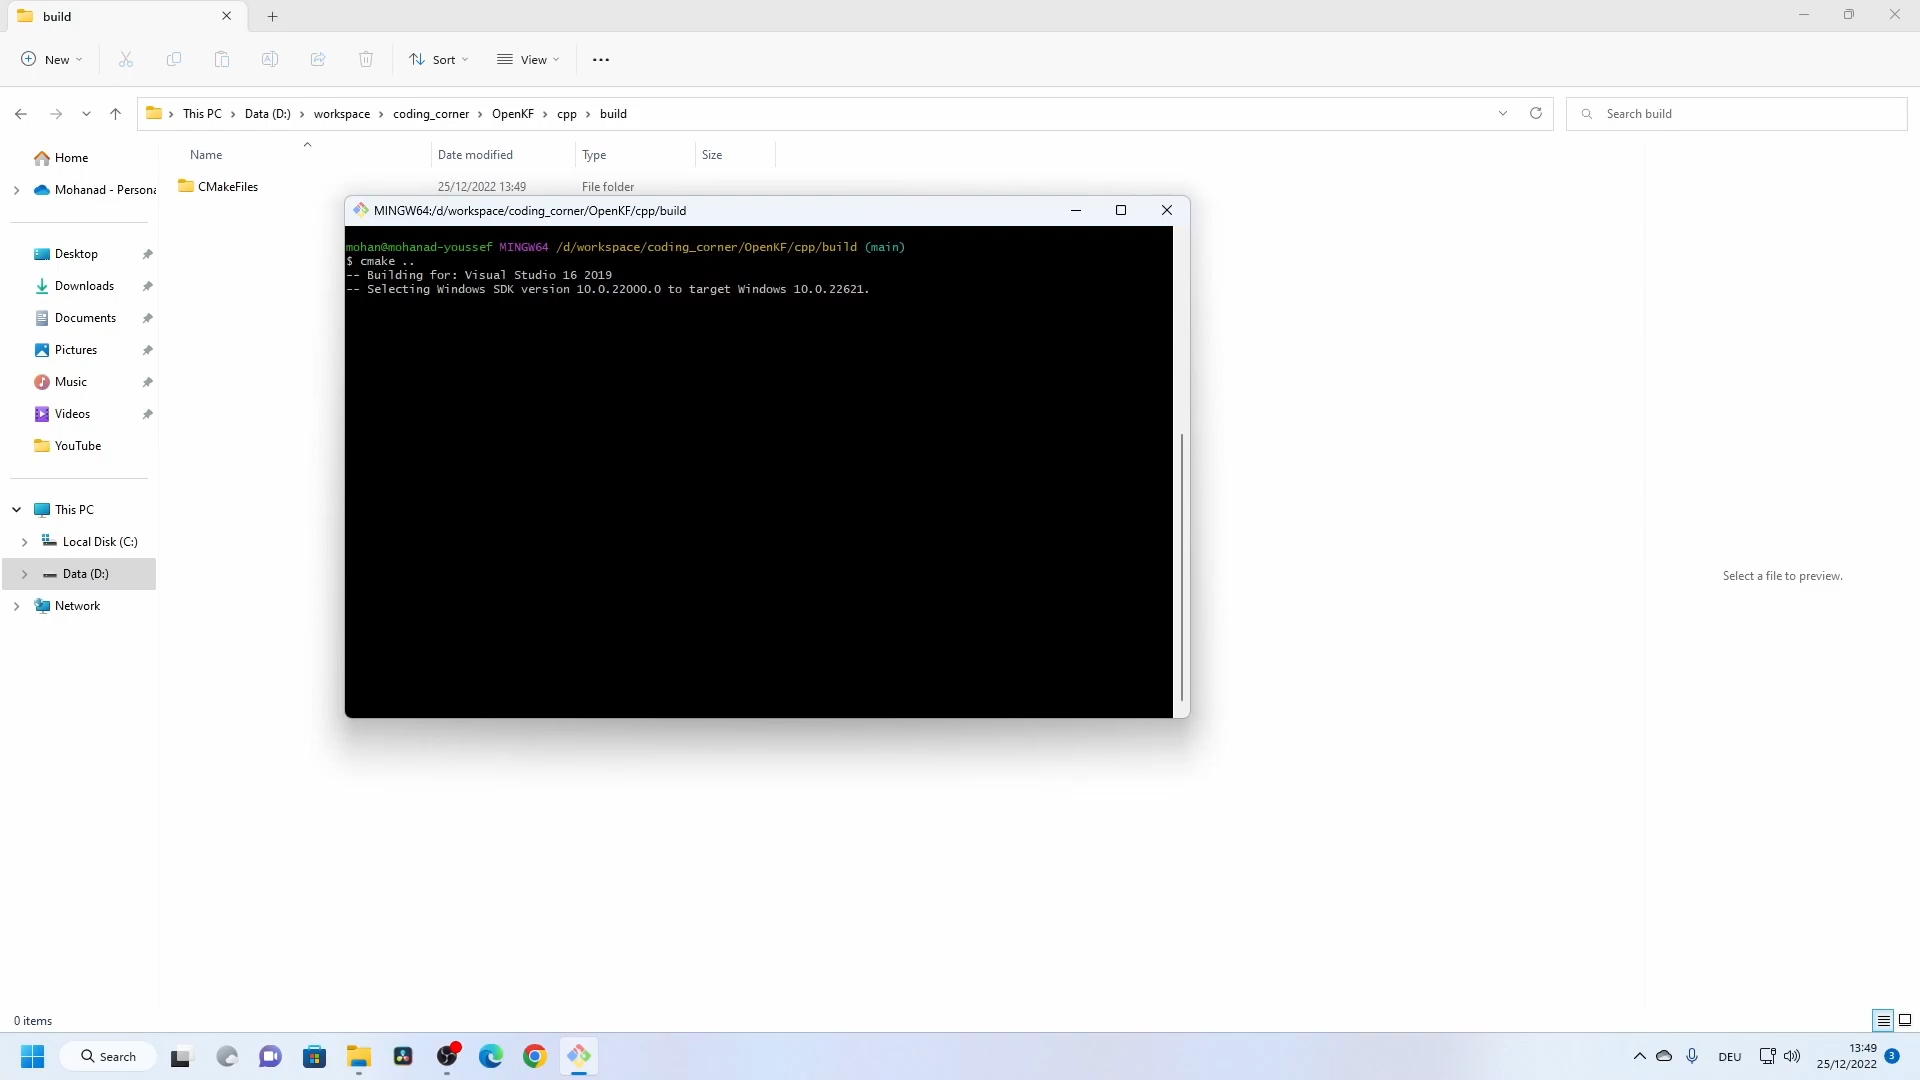 build
New
Sort
View
This PC
Data (D:)
workspace
coding_corner
OpenKF
cpp
build
Search build
Name
Date modified
Type
Size
CMakeFiles
25/12/2022 13:49
File folder
Home
Mohanad - Persona
Desktop
Downloads
Documents
Pictures
Music
Videos
YouTube
This PC
Local Disk (C:)
Data (D:)
Network
MINGW64:/d/workspace/coding_corner/OpenKF/cpp/build
mohan@mohanad-youssef MINGW64 /d/workspace/coding_corner/OpenKF/cpp/build (main)
$ cmake ..
-- Building for: Visual Studio 16 2019
-- Selecting Windows SDK version 10.0.22000.0 to target Windows 10.0.22621.
Select a file to preview.
0 items
Search
DEU
13:49
25/12/2022
3